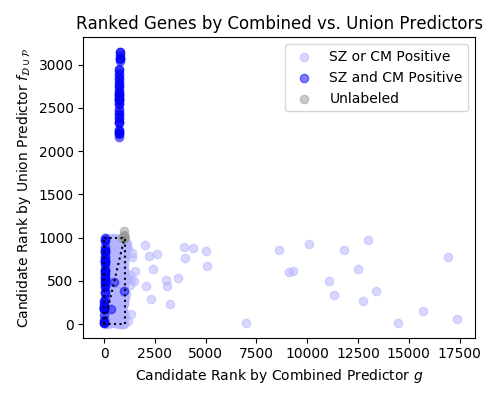 Ranked Genes by Combined vs. Union Predictors
Candidate Rank by Union Predictor f_{D∪P}
3000
2500
2000
1500
1000
500
0
SZ or CM Positive
SZ and CM Positive
Unlabeled
0 2500 5000 7500 10000 12500 15000 17500
Candidate Rank by Combined Predictor g